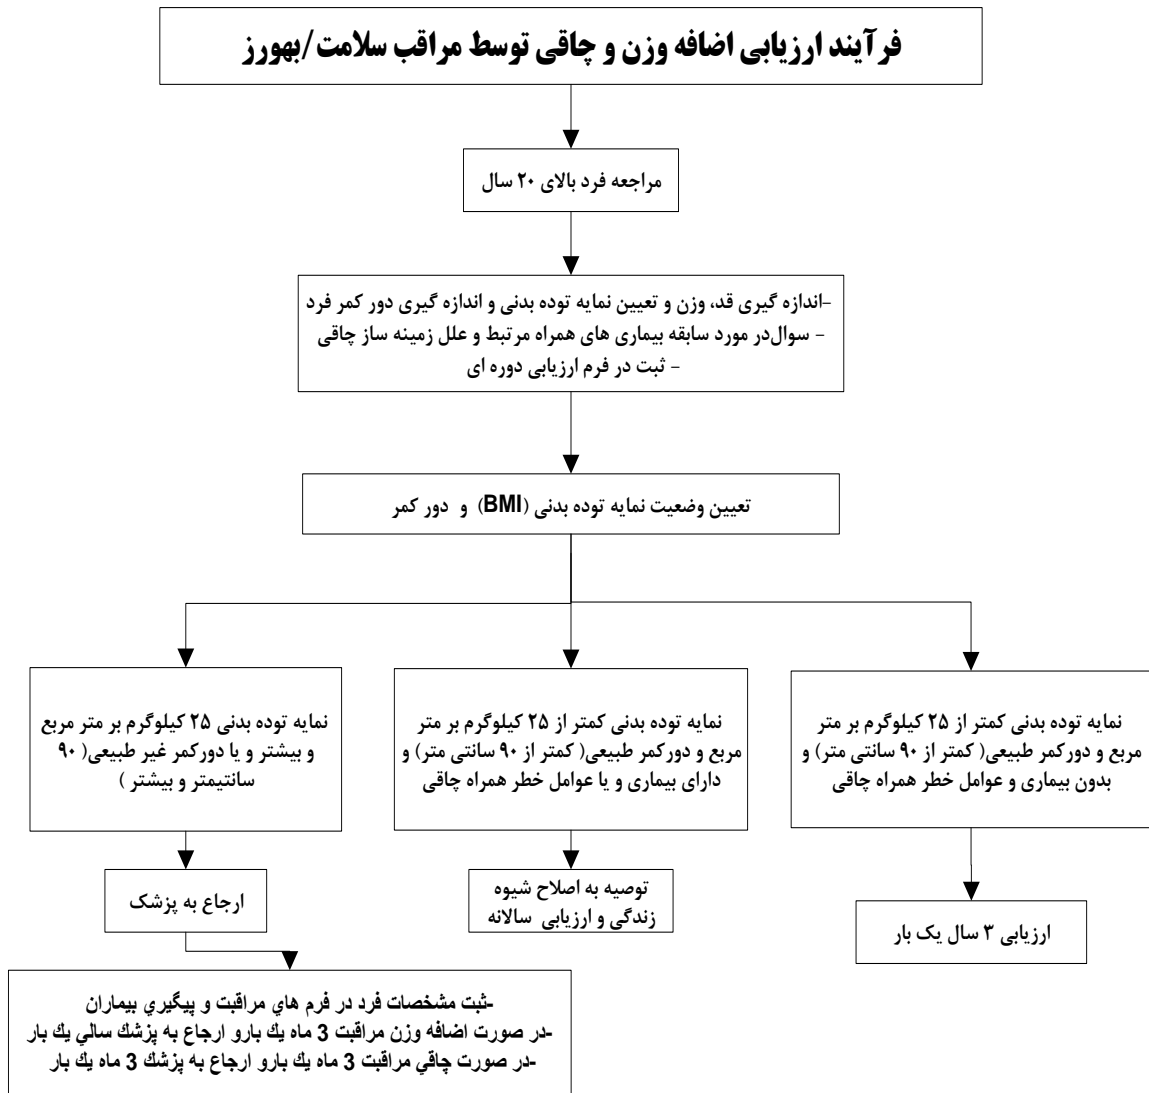 فرآیند ارزیابی اضافه وزن و چاقی توسط مراقب سلامت/بهورز
مراجعه فرد بالای ۲۰ سال
-اندازه گیری قد، وزن و تعیین نمایه توده بدنی و اندازه گیری دور کمر فرد
- سوال‌در مورد سابقه بیماری های همراه مرتبط و علل زمینه ساز چاقی
- ثبت در فرم ارزیابی دوره ای
تعیین وضعیت نمایه توده بدنی (BMI) و دور کمر
نمایه توده بدنی کمتر از ۲۵ کیلوگرم بر متر
مربع و دورکمر طبیعی( کمتر از ۹۰ سانتی متر) و
بدون بیماری و عوامل خطر همراه چاقی
نمایه توده بدنی کمتر از ۲۵ کیلوگرم بر متر
مربع و دورکمر طبیعی( کمتر از ۹۰ سانتی متر) و
دارای بیماری و یا عوامل خطر همراه چاقی
نمایه توده بدنی ۲۵ کیلوگرم بر متر مربع
و بیشتر و یا دورکمر غیر طبیعی( ۹۰
سانتیمتر و بیشتر )
ارزیابی ۳ سال یک بار
توصیه به اصلاح شیوه
زندگی و ارزیابی سالانه
ارجاع به پزشک
-ثبت مشخصات فرد در فرم هاي مراقبت و پيگيري بيماران
-در صورت اضافه وزن مراقبت 3 ماه يك بارو ارجاع به پزشك سالي يك بار
-در صورت چاقي مراقبت 3 ماه يك بارو ارجاع به پزشك 3 ماه يك بار